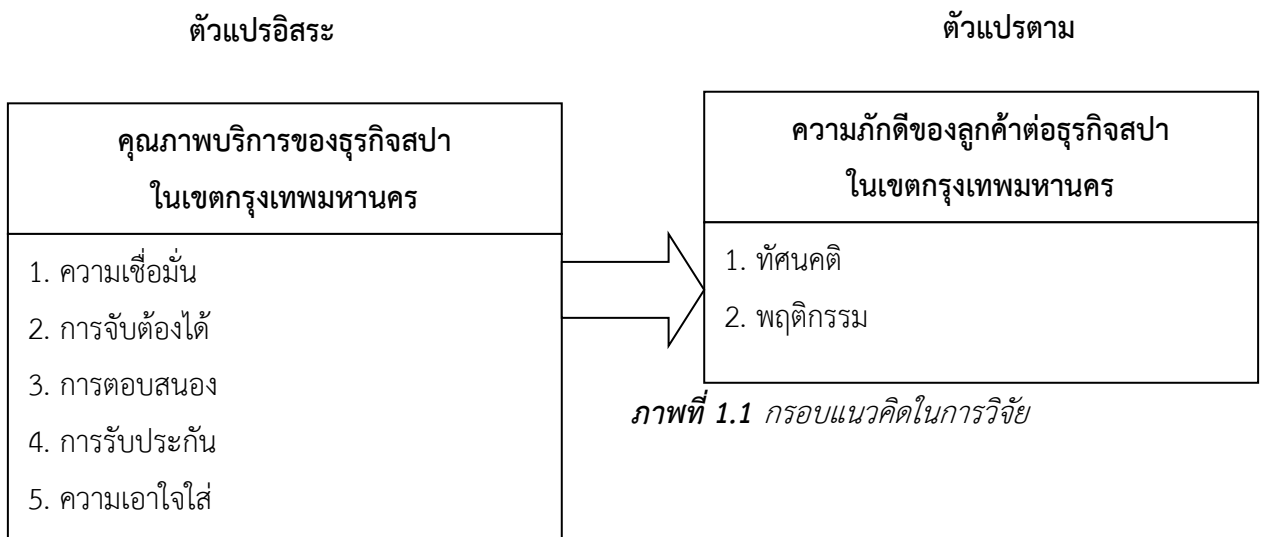 ตัวแปรอิสระ
ตัวแปรตาม
คุณภาพบริการของธุรกิจสปา
ในเขตกรุงเทพมหานคร
1. ความเชื่อมั่น
2. การจับต้องได้
3. การตอบสนอง
4. การรับประกัน
5. ความเอาใจใส่
ความภักดีของลูกค้าต่อธุรกิจสปา
ในเขตกรุงเทพมหานคร
1. ทัศนคติ
2. พฤติกรรม
ภาพที่ 1.1 กรอบแนวคิดในการวิจัย